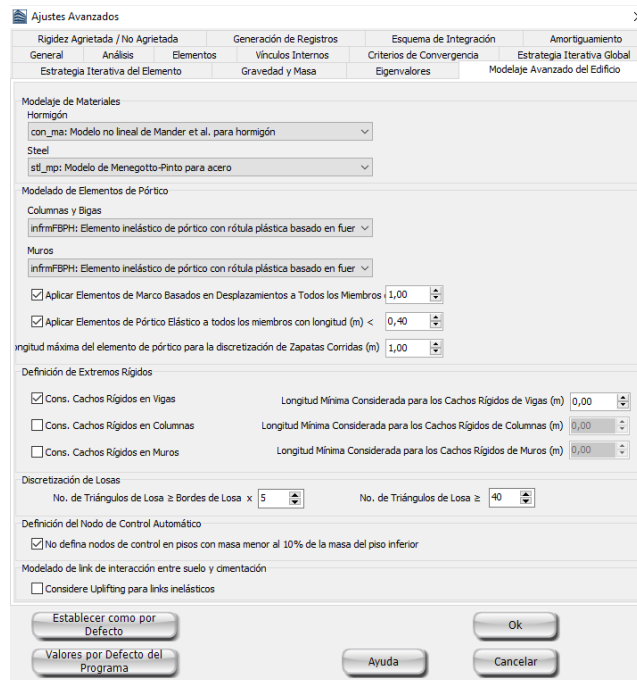 Ajustes Avanzados
Rigidez Agrietada / No Agrietada Generación de Registros Esquema de Integración Amortiguamiento
General Análisis Elementos Vínculos Internos Criterios de Convergencia Estrategia Iterativa Global
Estrategia Iterativa del Elemento Gravedad y Masa Eigenvalores Modelaje Avanzado del Edificio
Modelaje de Materiales
Hormigón
con_ma: Modelo no lineal de Mander et al. para hormigón
Steel
stl_mp: Modelo de Menegotto-Pinto para acero
Modelado de Elementos de Pórtico
Columnas y Bigas
infrmFBPH: Elemento inelástico de pórtico con rótula plástica basado en fuer
Muros
infrmFBPH: Elemento inelástico de pórtico con rótula plástica basado en fuer
Aplicar Elementos de Marco Basados en Desplazamientos a Todos los Miembros 1,00
Aplicar Elementos de Pórtico Elástico a todos los miembros con longitud (m) < 0,40
ongitud máxima del elemento de pórtico para la discretización de Zapatas Corridas (m) 1,00
Definición de Extremos Rígidos
Cons. Cachos Rígidos en Vigas Longitud Mínima Considerada para los Cachos Rígidos de Vigas (m) 0,00
Cons. Cachos Rígidos en Columnas Longitud Mínima Considerada para los Cachos Rígidos de Columnas (m) 0,00
Cons. Cachos Rígidos en Muros Longitud Mínima Considerada para los Cachos Rígidos de Muros (m) 0,00
Discretización de Losas
No. de Triángulos de Losa ≥ Bordes de Losa x 5 No. de Triángulos de Losa ≥ 40
Definición del Nodo de Control Automático
No defina nodos de control en pisos con masa menor al 10% de la masa del piso inferior
Modelado de link de interacción entre suelo y cimentación
Considere Uplifting para links inelásticos
Establecer como por
Defecto
Ok
Valores por Defecto del
Programa
Ayuda
Cancelar